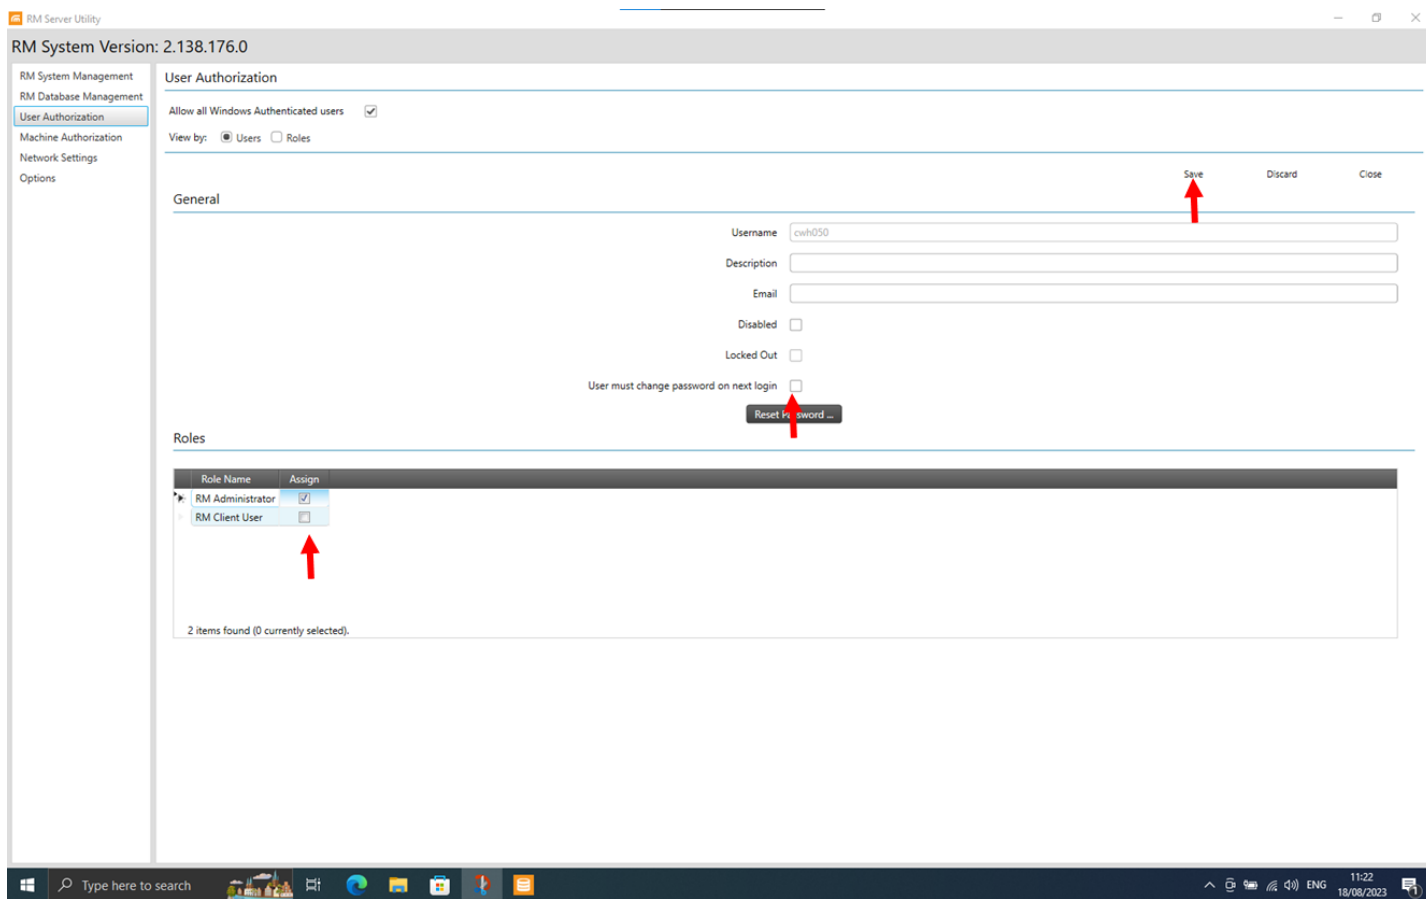 RM Server Utility
RM System Version: 2.138.176.0
RM System Management
RM Database Management
User Authorization
Machine Authorization
Network Settings
Options
User Authorization
Allow all Windows Authenticated users
View by: Users Roles
Save Discard Close
General
Username cwh050
Description
Email
Disabled
Locked Out
User must change password on next login
Reset Password ...
Roles
Role Name Assign
RM Administrator
RM Client User
2 items found (0 currently selected).
Type here to search
ENG
11:22
18/08/2023
1